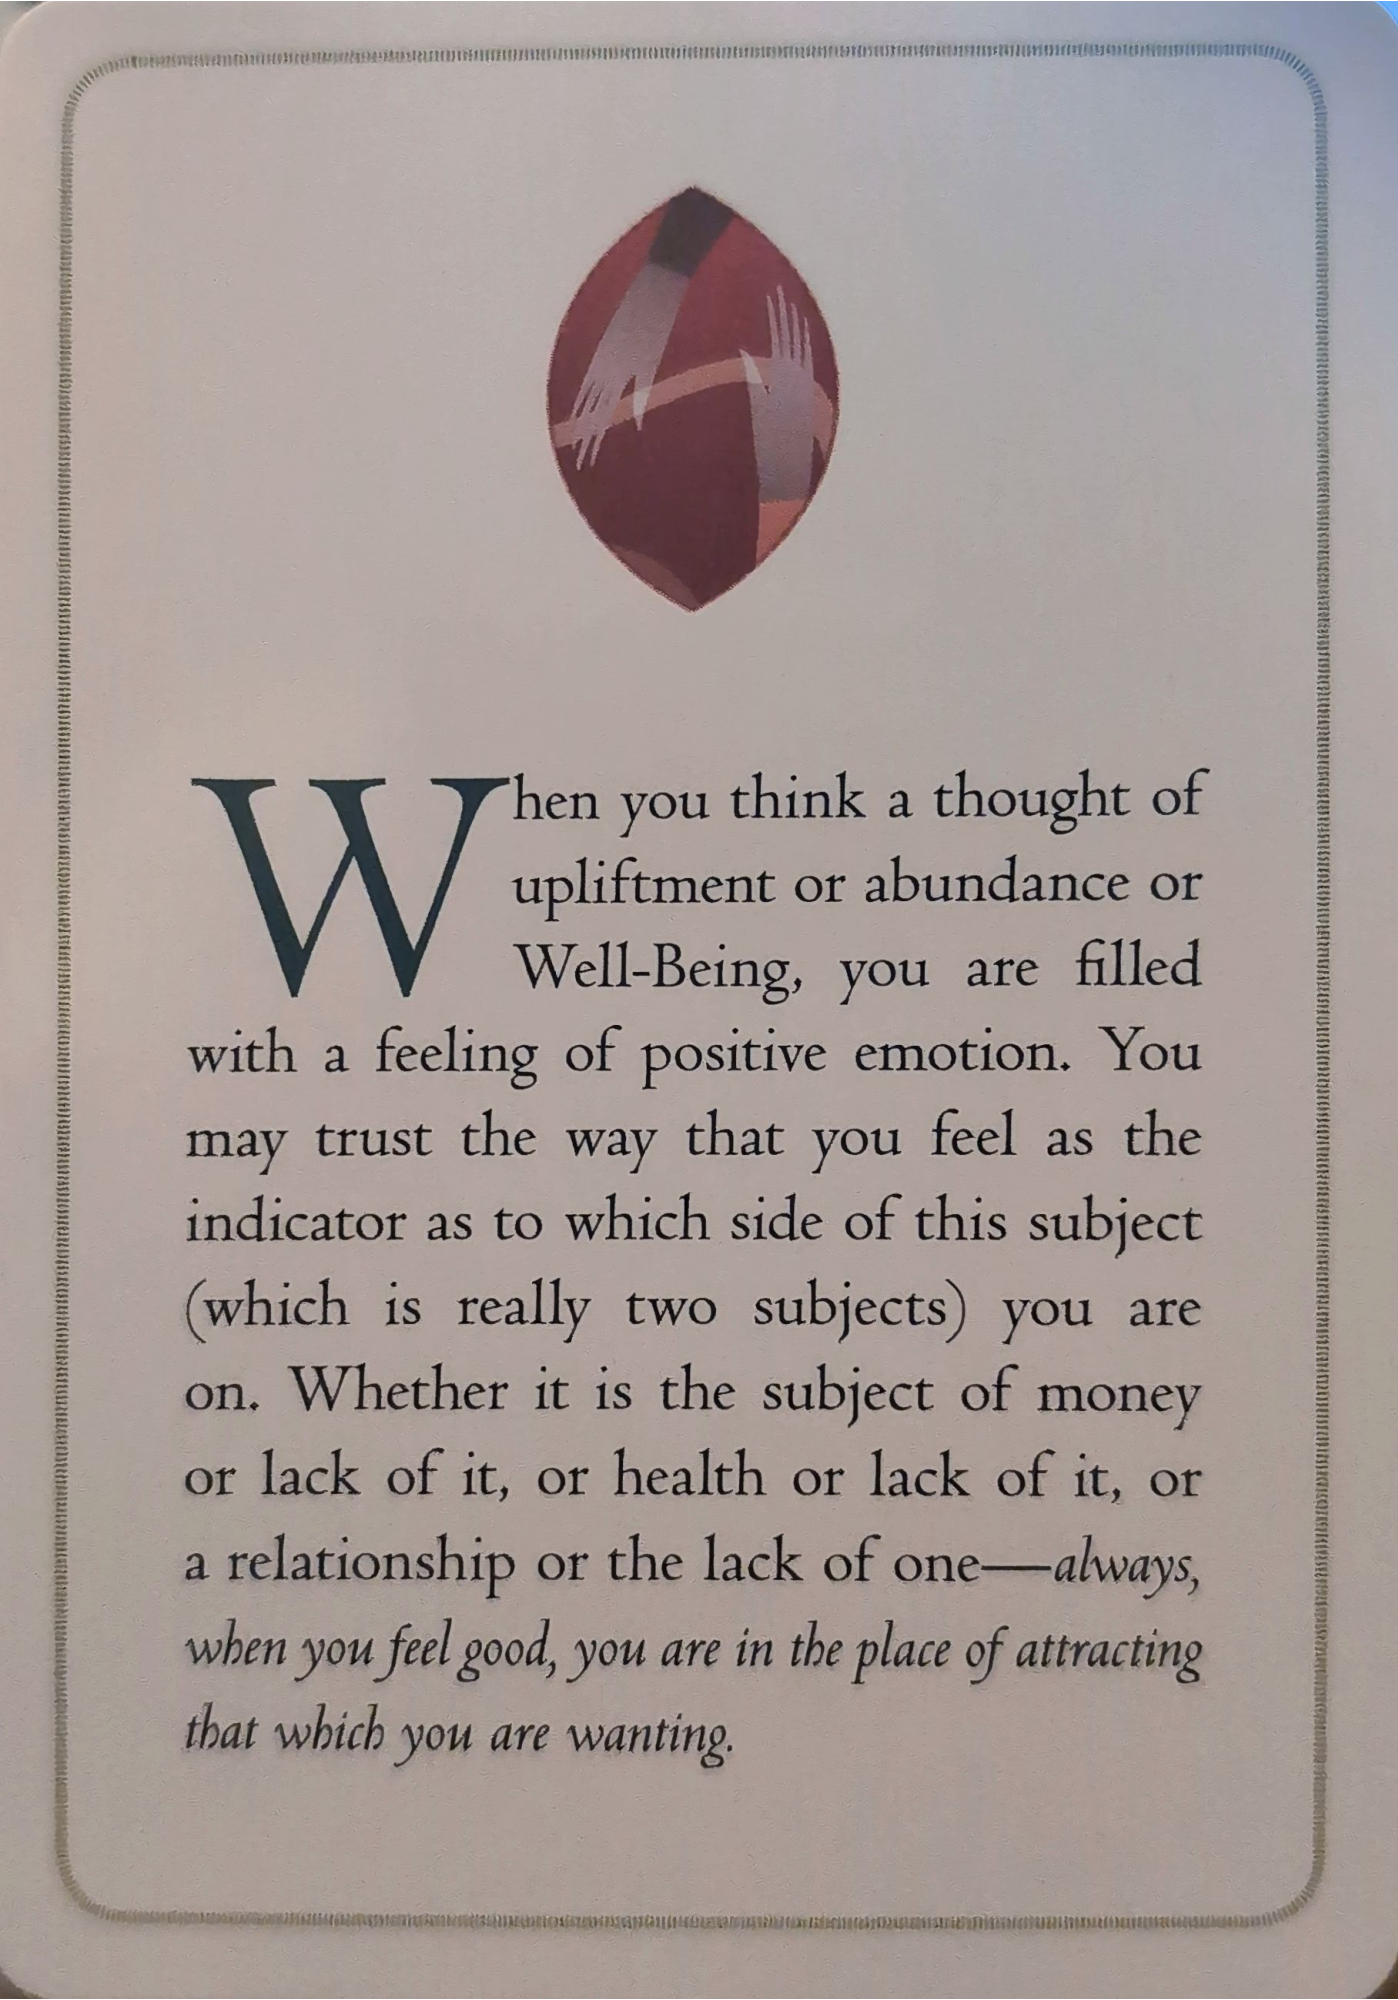 When you think a thought of
upliftment or abundance or
Well-Being, you are filled
with a feeling of positive emotion. You
may trust the way that you feel as the
indicator as to which side of this subject
(which is really two subjects) you are
on. Whether it is the subject of money
or lack of it, or health or lack of it, or
a relationship or the lack of one—always,
when you feel good, you are in the place of attracting
that which you are wanting.